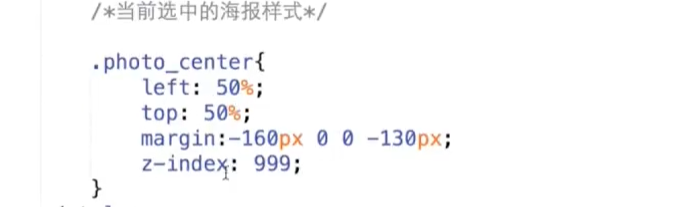 /*当前选中的海报样式*/
.photo_center{
left: 50%;
top: 50%;
margin:-160px 0 0 -130px;
z-index: 999;
}